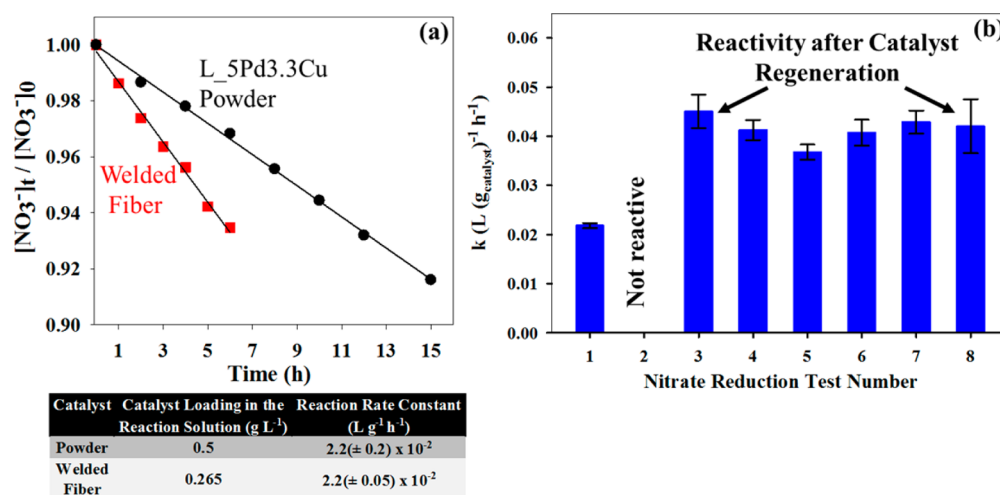 (a)
1.00
0.98
0.96
0.94
0.92
0.90
[NO3⁻]t / [NO3⁻]0
L_5Pd3.3Cu
Powder
Welded
Fiber
1 3 5 7 9 11 13 15
Time (h)
(b)
0.06
0.05
0.04
0.03
0.02
0.01
0.00
k (L (gcatalyst)⁻¹ h⁻¹)
Reactivity after Catalyst
Regeneration
Not reactive
1 2 3 4 5 6 7 8
Nitrate Reduction Test Number
Catalyst Catalyst Loading in the Reaction Rate Constant
Reaction Solution (g L⁻¹) (L g⁻¹ h⁻¹)
Powder 0.5 2.2(± 0.2) x 10⁻²
Welded
Fiber 0.265 2.2(± 0.05) x 10⁻²